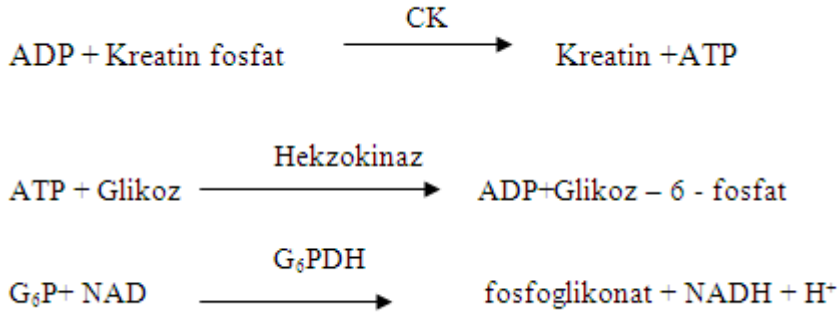 CK
ADP + Kreatin fosfat Kreatin +ATP
Hekzokinaz
ATP + Glikoz ADP+Glikoz – 6 - fosfat
G₆PDH
G₆P+ NAD fosfoglikonat + NADH + H⁺